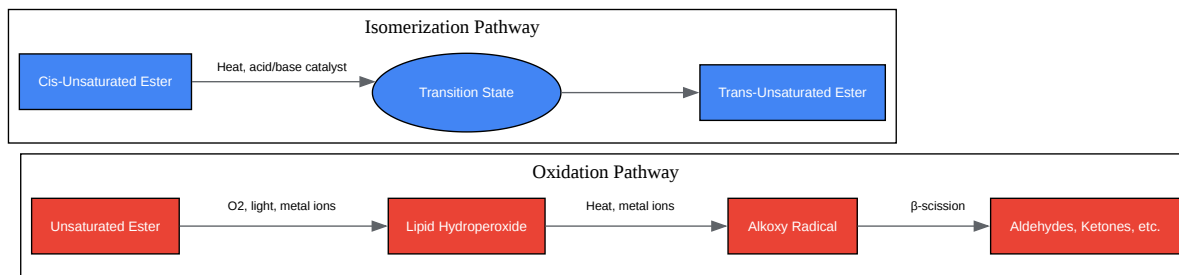 Isomerization Pathway
Cis-Unsaturated Ester
Heat, acid/base catalyst
Transition State
Trans-Unsaturated Ester
Oxidation Pathway
Unsaturated Ester
O2, light, metal ions
Lipid Hydroperoxide
Heat, metal ions
Alkoxy Radical
β-scission
Aldehydes, Ketones, etc.